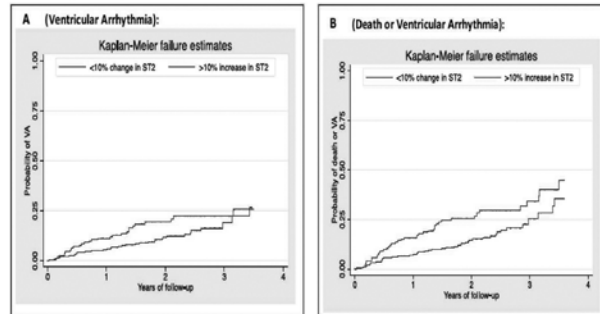 A (Ventricular Arrhythmia):
Kaplan-Meier failure estimates
<10% change in ST2 >10% increase in ST2
Probability of VA
1.00
0.75
0.50
0.25
0.00
0 1 2 3 4
Years of follow-up
B (Death or Ventricular Arrhythmia):
Kaplan-Meier failure estimates
<10% change in ST2 >10% increase in ST2
Probability of death or VA
1.00
0.75
0.50
0.25
0.00
0 1 2 3 4
Years of follow-up